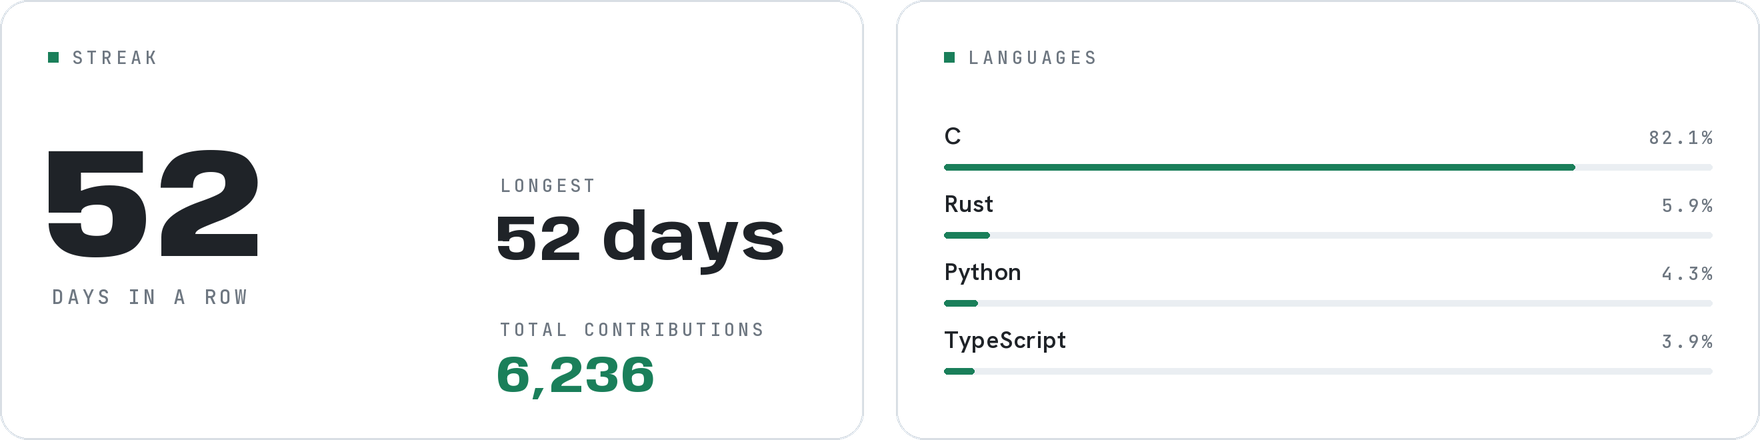 STREAK
52
DAYS IN A ROW
LONGEST
52 days
TOTAL CONTRIBUTIONS
6,236
LANGUAGES
C 82.1%
Rust 5.9%
Python 4.3%
TypeScript 3.9%